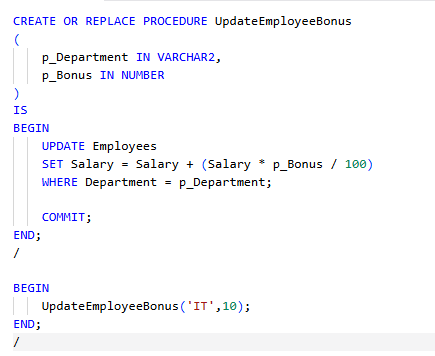 CREATE OR REPLACE PROCEDURE UpdateEmployeeBonus
(
    p_Department IN VARCHAR2,
    p_Bonus IN NUMBER
)
IS
BEGIN
    UPDATE Employees
    SET Salary = Salary + (Salary * p_Bonus / 100)
    WHERE Department = p_Department;

    COMMIT;
END;
/

BEGIN
    UpdateEmployeeBonus('IT',10);
END;
/